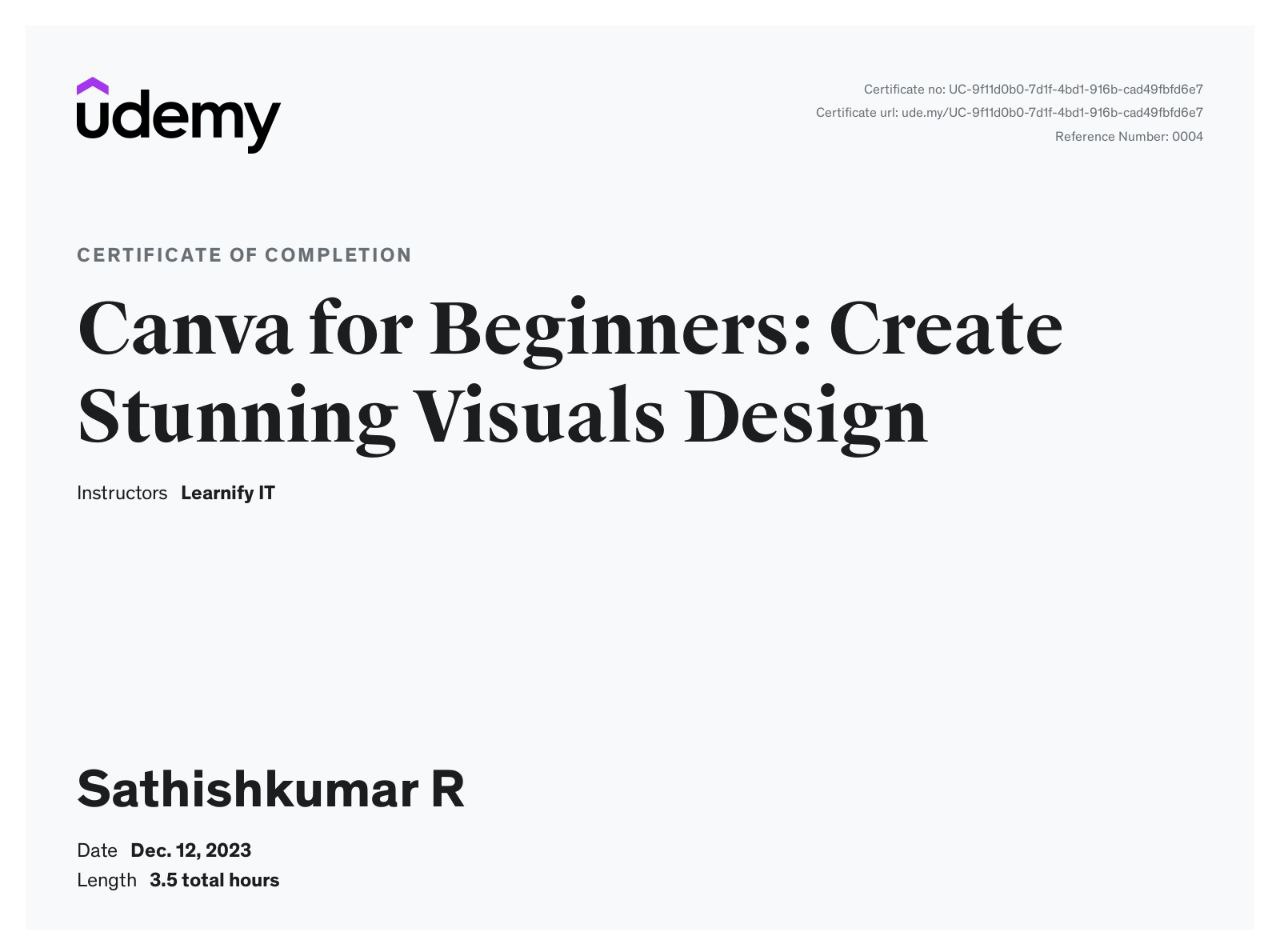 udemy
Certificate no: UC-9f11d0b0-7d1f-4bd1-916b-cad49fbfd6e7
Certificate url: ude.my/UC-9f11d0b0-7d1f-4bd1-916b-cad49fbfd6e7
Reference Number: 0004
CERTIFICATE OF COMPLETION
Canva for Beginners: Create
Stunning Visuals Design
Instructors Learnify IT
Sathishkumar R
Date Dec. 12, 2023
Length 3.5 total hours